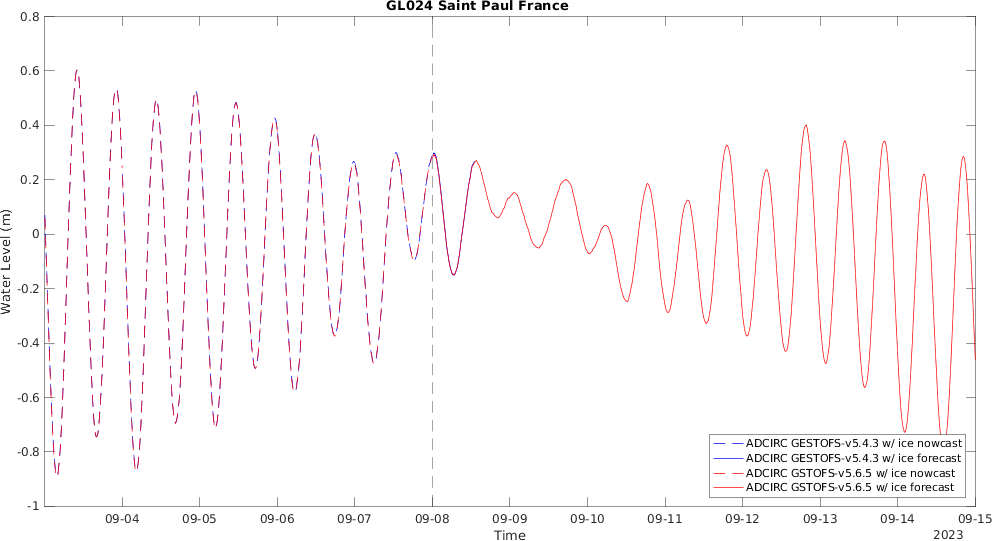 GL024 Saint Paul France
0.8
0.6
0.4
0.2
0
-0.2
-0.4
-0.6
-0.8
-1
Water Level (m)
ADCIRC GESTOFS-v5.4.3 w/ ice nowcast
ADCIRC GESTOFS-v5.4.3 w/ ice forecast
ADCIRC GSTOFS-v5.6.5 w/ ice nowcast
ADCIRC GSTOFS-v5.6.5 w/ ice forecast
09-04 09-05 09-06 09-07 09-08 09-09 09-10 09-11 09-12 09-13 09-14 09-15
Time
2023